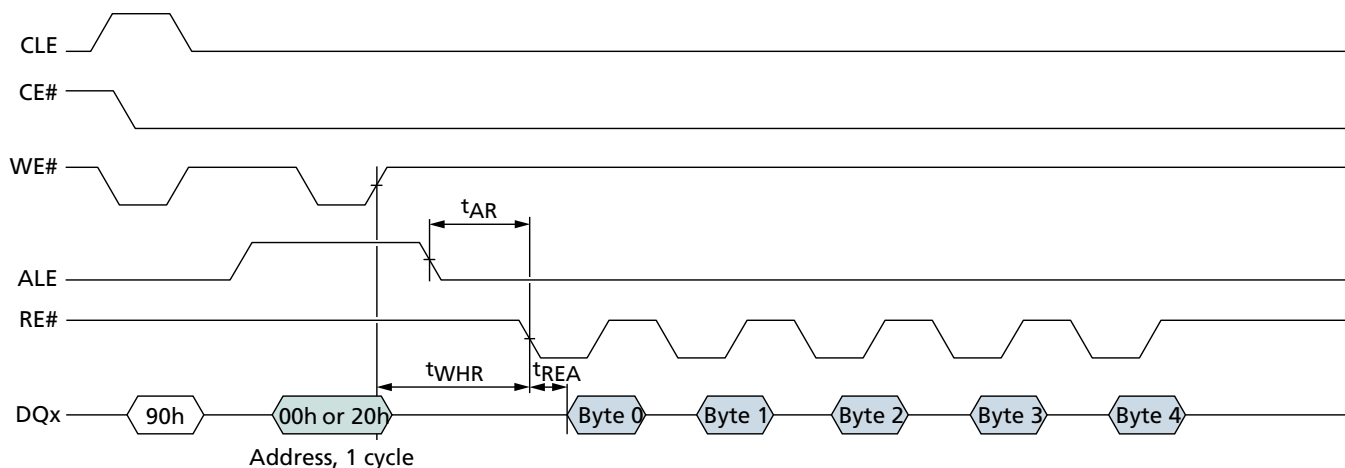 CLE
CE#
WE#
tAR
ALE
RE#
tWHR tREA
DQx 90h 00h or 20h Byte 0 Byte 1 Byte 2 Byte 3 Byte 4
Address, 1 cycle